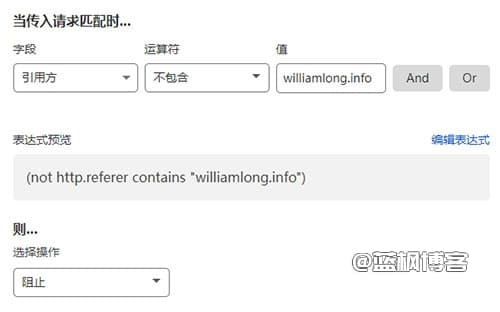 当传入请求匹配时...
字段 运算符 值
引用方 不包含 williamlong.info And Or
表达式预览 编辑表达式
(not http.referer contains "williamlong.info")
则...
选择操作
阻止
@蓝枫博客